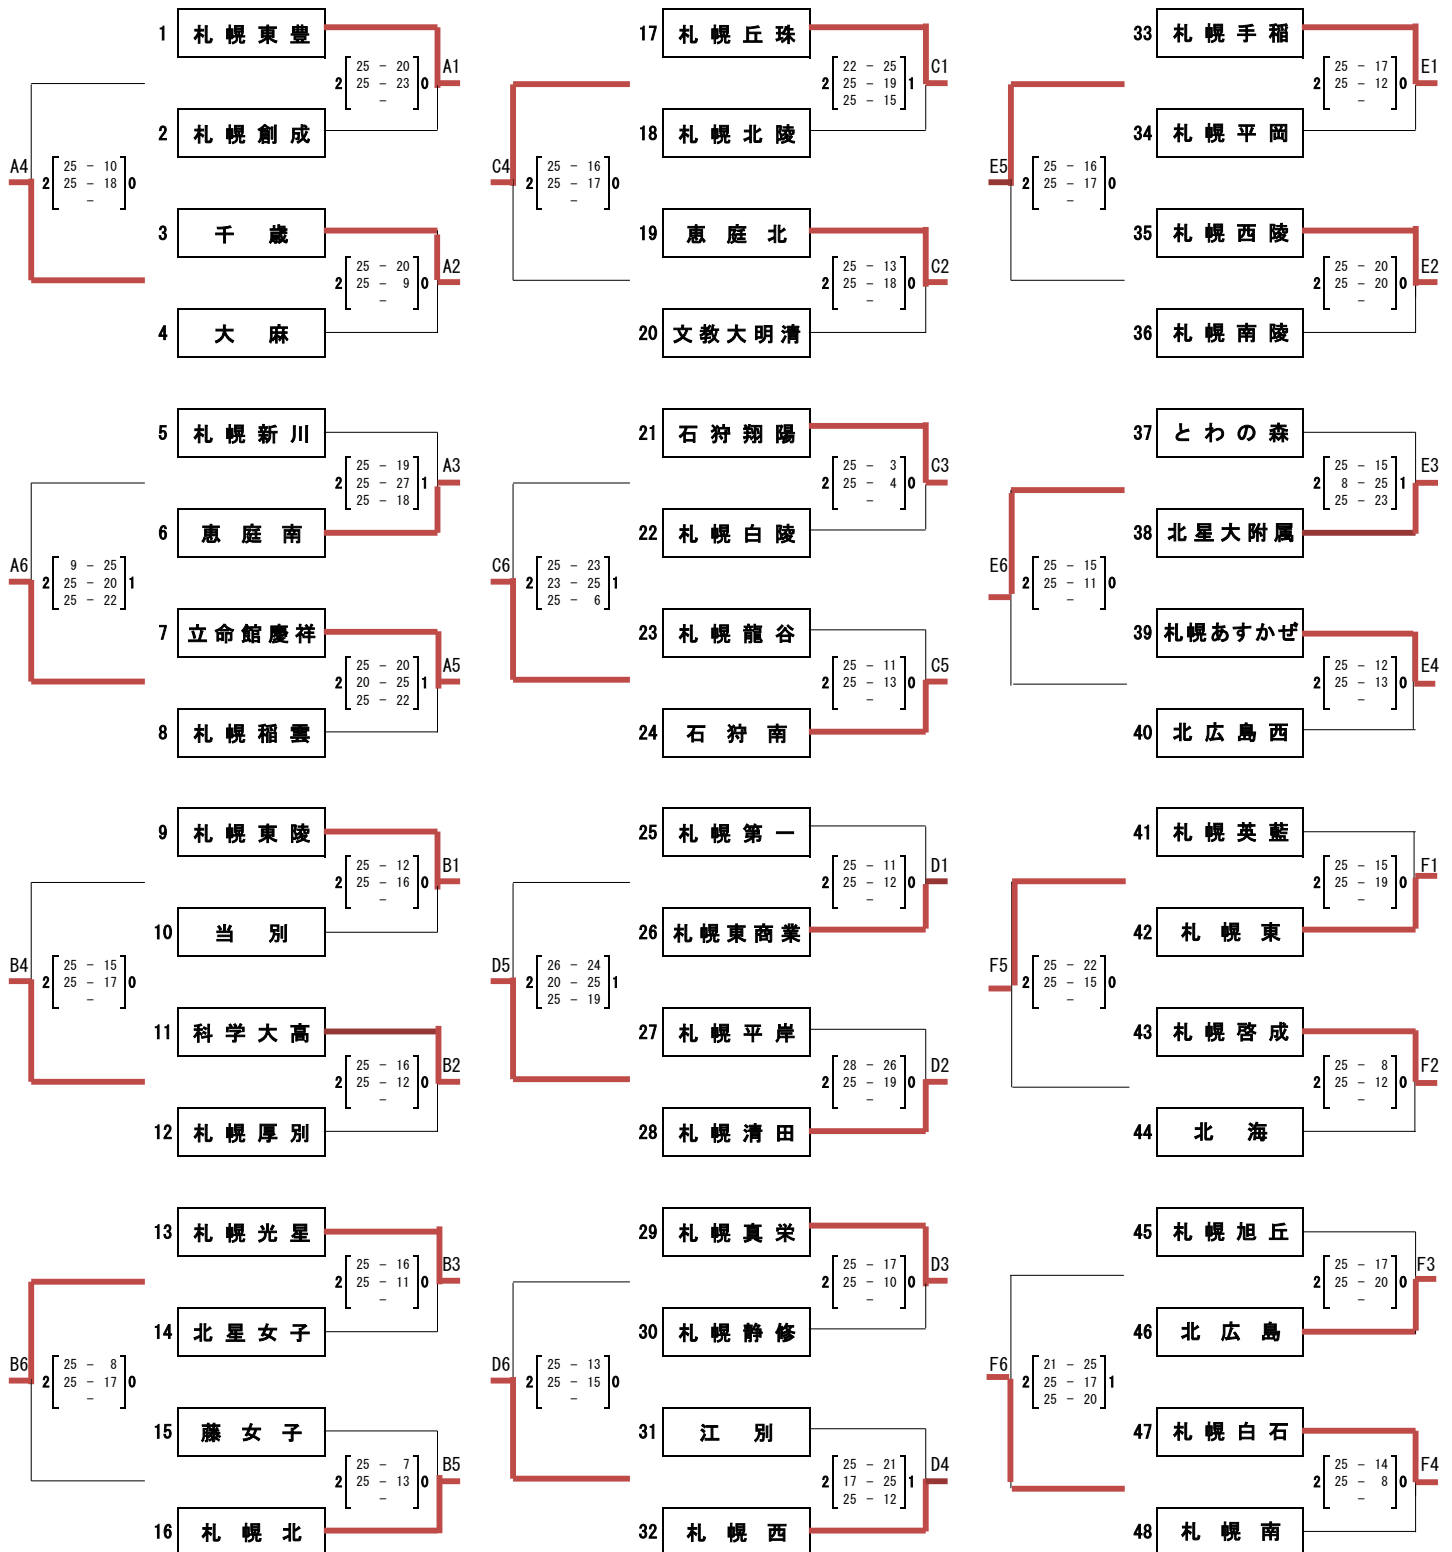 1 札幌東豊
25 - 20
2 25 - 23 0
-
A1
2 札幌創成
A4
25 - 10
2 25 - 18 0
-
3 千歳
25 - 20
2 25 - 9 0
-
A2
4 大麻
5 札幌新川
25 - 19
2 25 - 27 1
25 - 18
A3
6 恵庭南
A6
9 - 25
2 25 - 20 1
25 - 22
7 立命館慶祥
25 - 20
2 20 - 25 1
25 - 22
A5
8 札幌稲雲
9 札幌東陵
25 - 12
2 25 - 16 0
-
B1
10 当別
B4
25 - 15
2 25 - 17 0
-
11 科学大高
25 - 16
2 25 - 12 0
-
B2
12 札幌厚別
13 札幌光星
25 - 16
2 25 - 11 0
-
B3
14 北星女子
B6
25 - 8
2 25 - 17 0
-
15 藤女子
25 - 7
2 25 - 13 0
-
B5
16 札幌北
17 札幌丘珠
22 - 25
2 25 - 19 1
25 - 15
C1
18 札幌北陵
C4
25 - 16
2 25 - 17 0
-
19 恵庭北
25 - 13
2 25 - 18 0
-
C2
20 文教大明清
21 石狩翔陽
25 - 3
2 25 - 4 0
-
C3
22 札幌白陵
C6
25 - 23
2 23 - 25 1
25 - 6
23 札幌龍谷
25 - 11
2 25 - 13 0
-
C5
24 石狩南
25 札幌第一
25 - 11
2 25 - 12 0
-
D1
26 札幌東商業
D5
26 - 24
2 20 - 25 1
25 - 19
27 札幌平岸
28 - 26
2 25 - 19 0
-
D2
28 札幌清田
29 札幌真栄
25 - 17
2 25 - 10 0
-
D3
30 札幌静修
D6
25 - 13
2 25 - 15 0
-
31 江別
25 - 21
2 17 - 25 1
25 - 12
D4
32 札幌西
33 札幌手稲
25 - 17
2 25 - 12 0
-
E1
34 札幌平岡
E5
25 - 16
2 25 - 17 0
-
35 札幌西陵
25 - 20
2 25 - 20 0
-
E2
36 札幌南陵
37 とわの森
25 - 15
2 8 - 25 1
25 - 23
E3
38 北星大附属
E6
25 - 15
2 25 - 11 0
-
39 札幌あすかぜ
25 - 12
2 25 - 13 0
-
E4
40 北広島西
41 札幌英藍
25 - 15
2 25 - 19 0
-
F1
42 札幌東
F5
25 - 22
2 25 - 15 0
-
43 札幌啓成
25 - 8
2 25 - 12 0
-
F2
44 北海
45 札幌旭丘
25 - 17
2 25 - 20 0
-
F3
46 北広島
F6
21 - 25
2 25 - 17 1
25 - 20
47 札幌白石
25 - 14
2 25 - 8 0
-
F4
48 札幌南